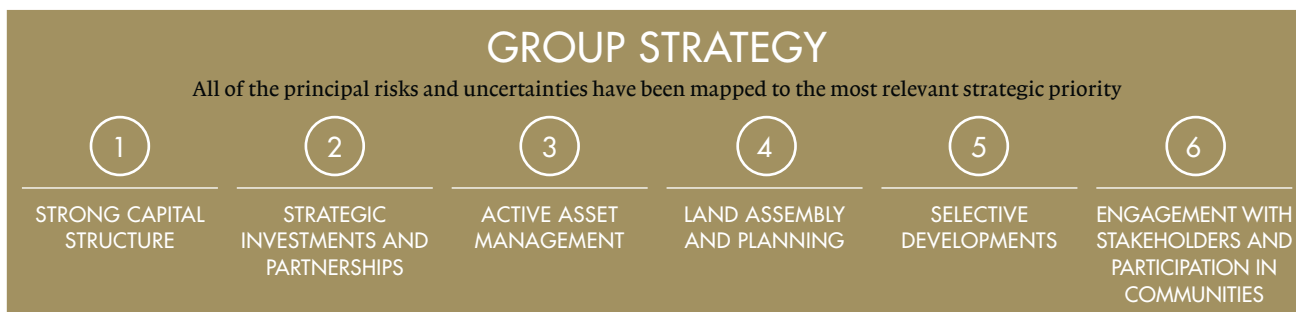 GROUP STRATEGY
All of the principal risks and uncertainties have been mapped to the most relevant strategic priority
1
STRONG CAPITAL
STRUCTURE
2
STRATEGIC
INVESTMENTS AND
PARTNERSHIPS
3
ACTIVE ASSET
MANAGEMENT
4
LAND ASSEMBLY
AND PLANNING
5
SELECTIVE
DEVELOPMENTS
6
ENGAGEMENT WITH
STAKEHOLDERS AND
PARTICIPATION IN
COMMUNITIES